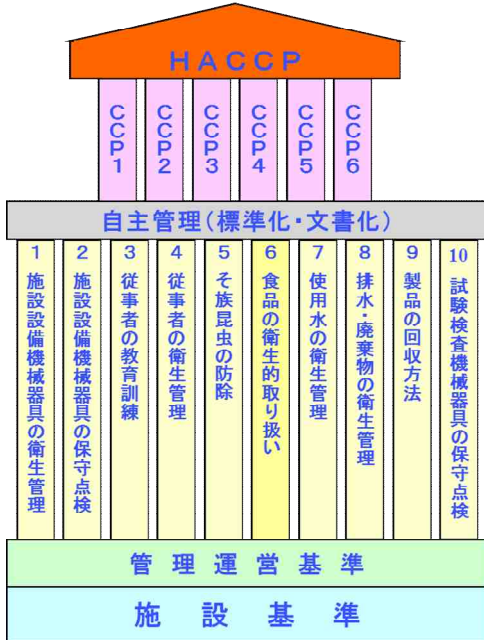 HACCP
CCP1
CCP2
CCP3
CCP4
CCP5
CCP6
自主管理(標準化・文書化)
1 施設設備機械器具の衛生管理
2 施設設備機械器具の保守点検
3 従事者の教育訓練
4 従事者の衛生管理
5 そ族昆虫の防除
6 食品の衛生的取り扱い
7 使用水の衛生管理
8 排水・廃棄物の衛生管理
9 製品の回収方法
10 試験検査機械器具の保守点検
管理運営基準
施設基準